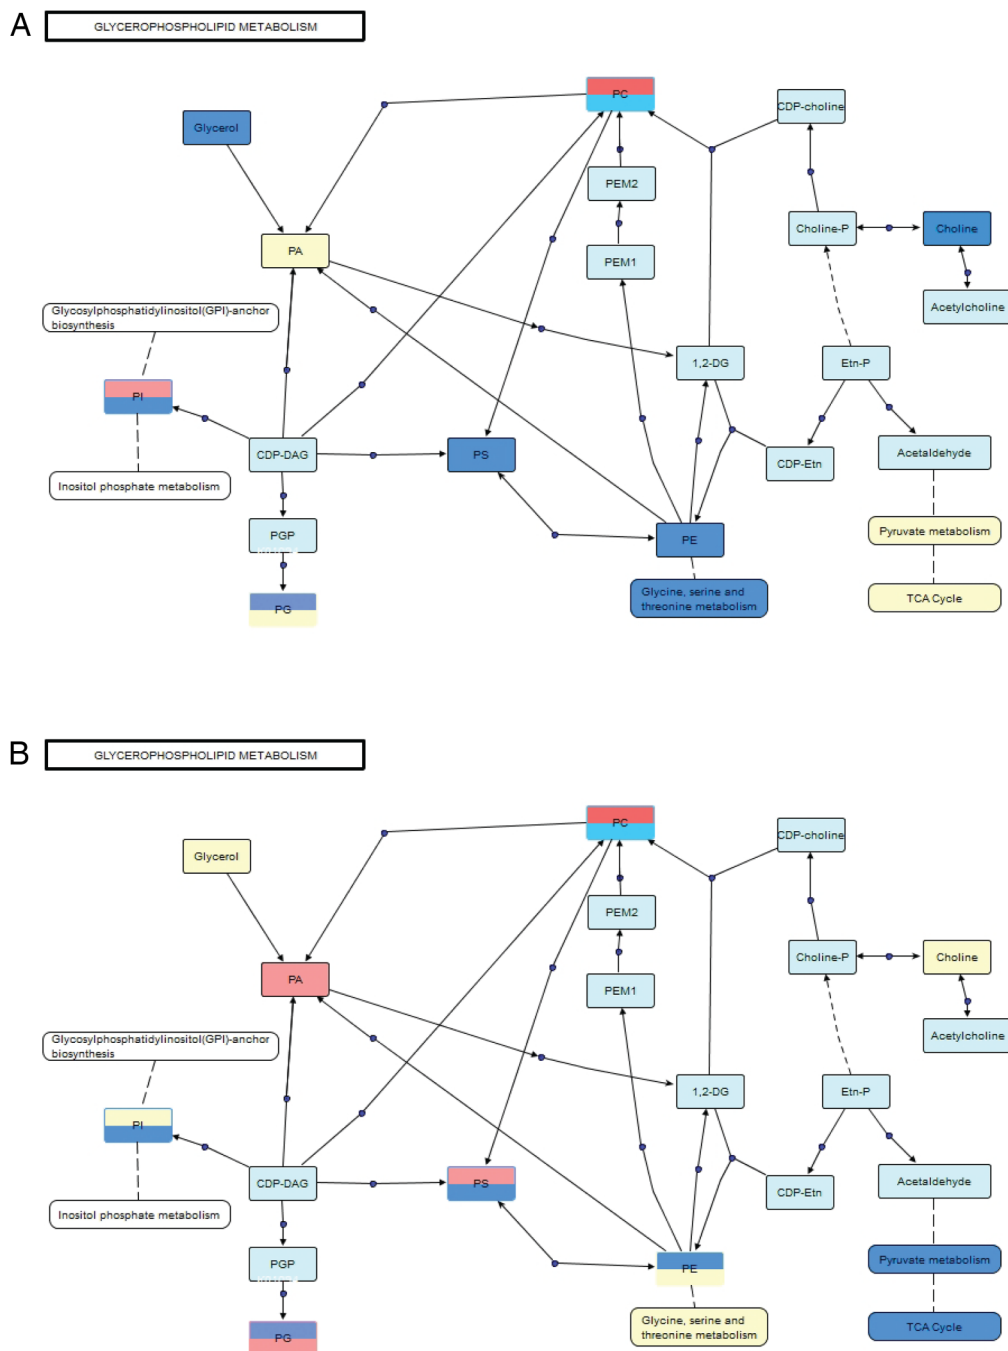 A
GLYCEROPHOSPHOLIPID METABOLISM
PC
CDP-choline
Glycerol
PEM2
Choline-P
Choline
PA
PEM1
Glycosylphosphatidylinositol(GPI)-anchor
biosynthesis
Acetylcholine
1,2-DG
Etn-P
PI
CDP-DAG
PS
CDP-Etn
Acetaldehyde
Inositol phosphate metabolism
PGP
PE
Pyruvate metabolism
PG
Glycine, serine and
threonine metabolism
TCA Cycle
B
GLYCEROPHOSPHOLIPID METABOLISM
PC
CDP-choline
Glycerol
PEM2
Choline-P
Choline
PA
PEM1
Glycosylphosphatidylinositol(GPI)-anchor
biosynthesis
Acetylcholine
1,2-DG
Etn-P
PI
CDP-DAG
PS
CDP-Etn
Acetaldehyde
Inositol phosphate metabolism
PGP
PE
Pyruvate metabolism
PG
Glycine, serine and
threonine metabolism
TCA Cycle